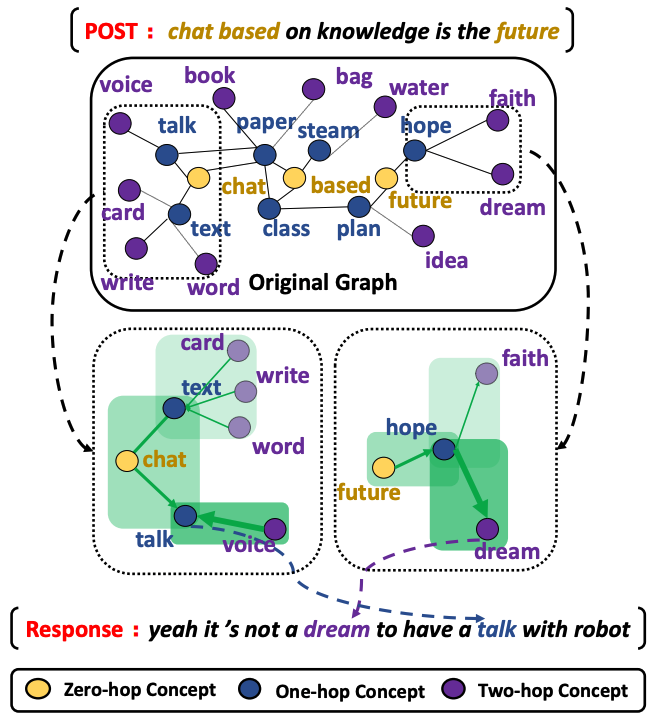 [POST : chat based on knowledge is the future]
voice
book
bag
water
faith
talk
paper
steam
hope
chat
based
future
card
dream
text
class
plan
idea
write
word
Original Graph
card
faith
text
write
hope
word
chat
future
talk
voice
dream
[Response : yeah it 's not a dream to have a talk with robot]
Zero-hop Concept One-hop Concept Two-hop Concept